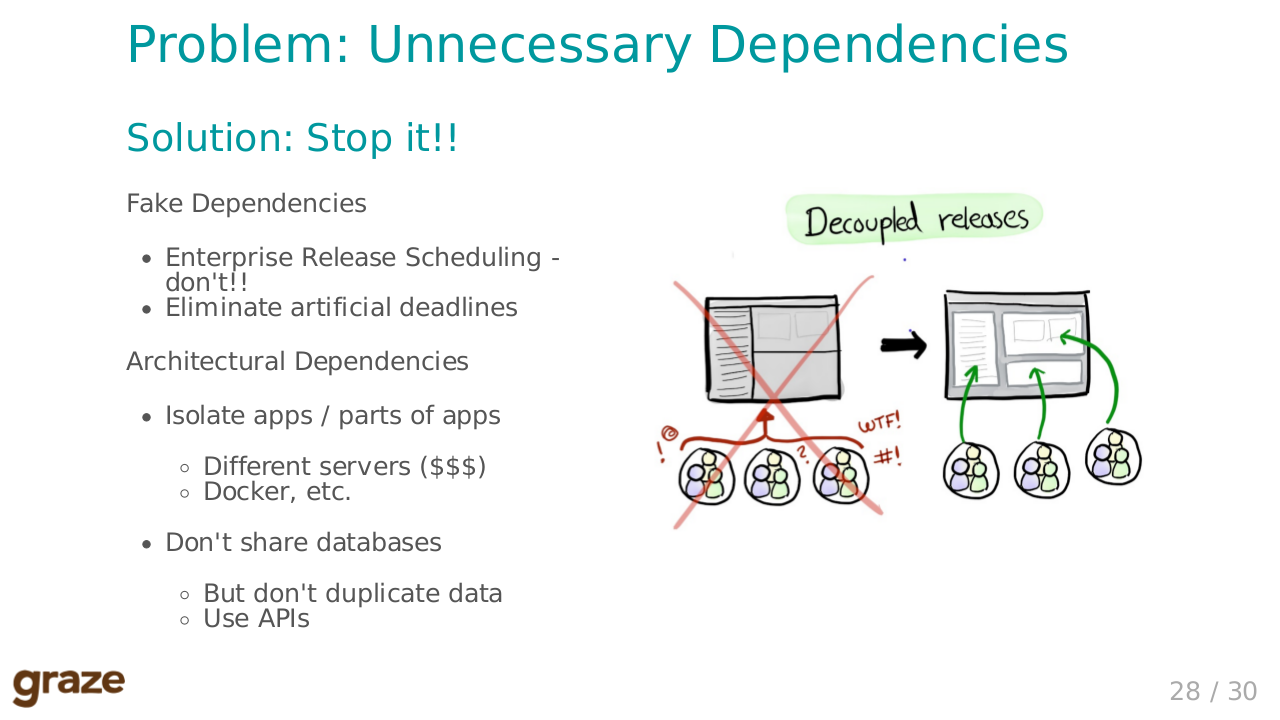 Problem: Unnecessary Dependencies
Solution: Stop it!!
Fake Dependencies
Enterprise Release Scheduling -
don't!!
Eliminate artificial deadlines
Architectural Dependencies
Isolate apps / parts of apps
Different servers ($$$)
Docker, etc.
Don't share databases
But don't duplicate data
Use APIs
Decoupled releases
!@
?.
WTF!
#!
graze
28 / 30